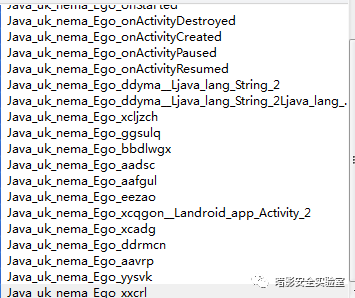 Java_uk_nema_Ego_onStarted
Java_uk_nema_Ego_onActivityDestroyed
Java_uk_nema_Ego_onActivityCreated
Java_uk_nema_Ego_onActivityPaused
Java_uk_nema_Ego_onActivityResumed
Java_uk_nema_Ego_ddyma__Ljava_lang_String_2
Java_uk_nema_Ego_ddyma__Ljava_lang_String_2Ljava_lang_.
Java_uk_nema_Ego_xcljzch
Java_uk_nema_Ego_ggsulq
Java_uk_nema_Ego_bbdlwgx
Java_uk_nema_Ego_aadsc
Java_uk_nema_Ego_aafgul
Java_uk_nema_Ego_eezao
Java_uk_nema_Ego_xcqgon__Landroid_app_Activity_2
Java_uk_nema_Ego_xcadg
Java_uk_nema_Ego_ddrmcn
Java_uk_nema_Ego_aavrp
Java_uk_nema_Ego_yysvk
Java_uk_nema_Ego_xxcrl
暗影安全实验室